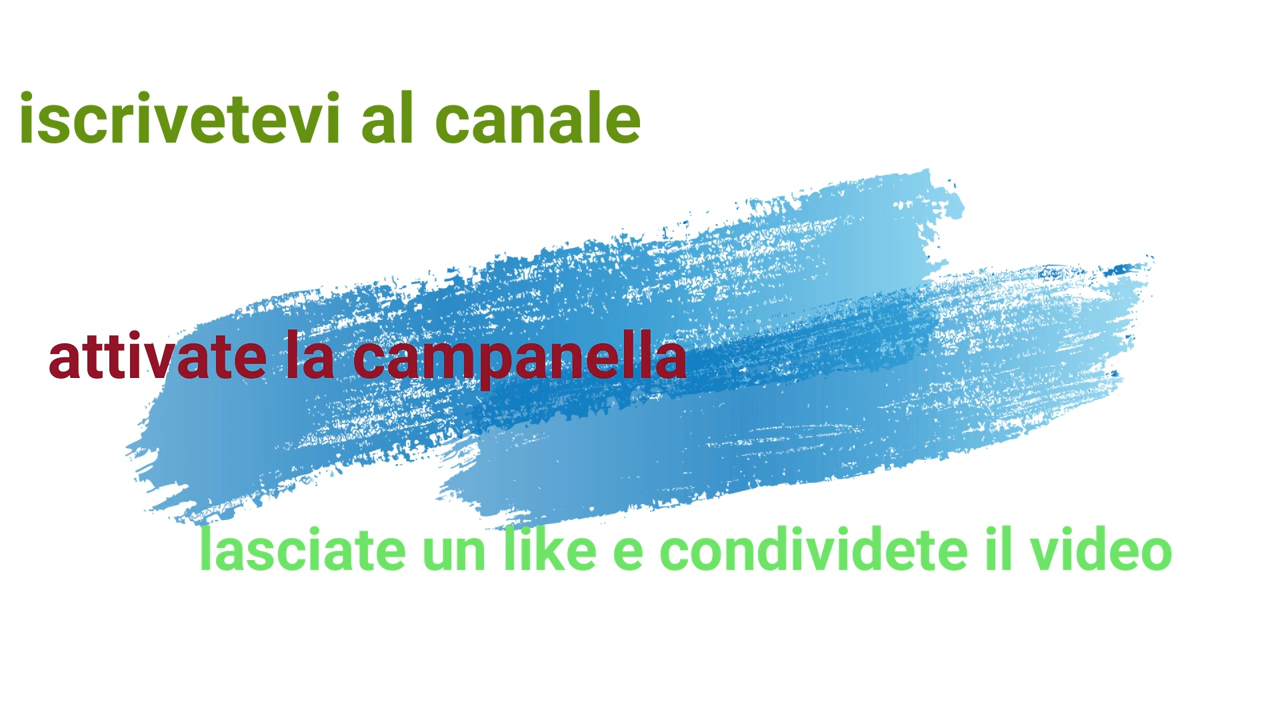 iscrivetevi al canale
attivate la campanella
lasciate un like e condividete il video